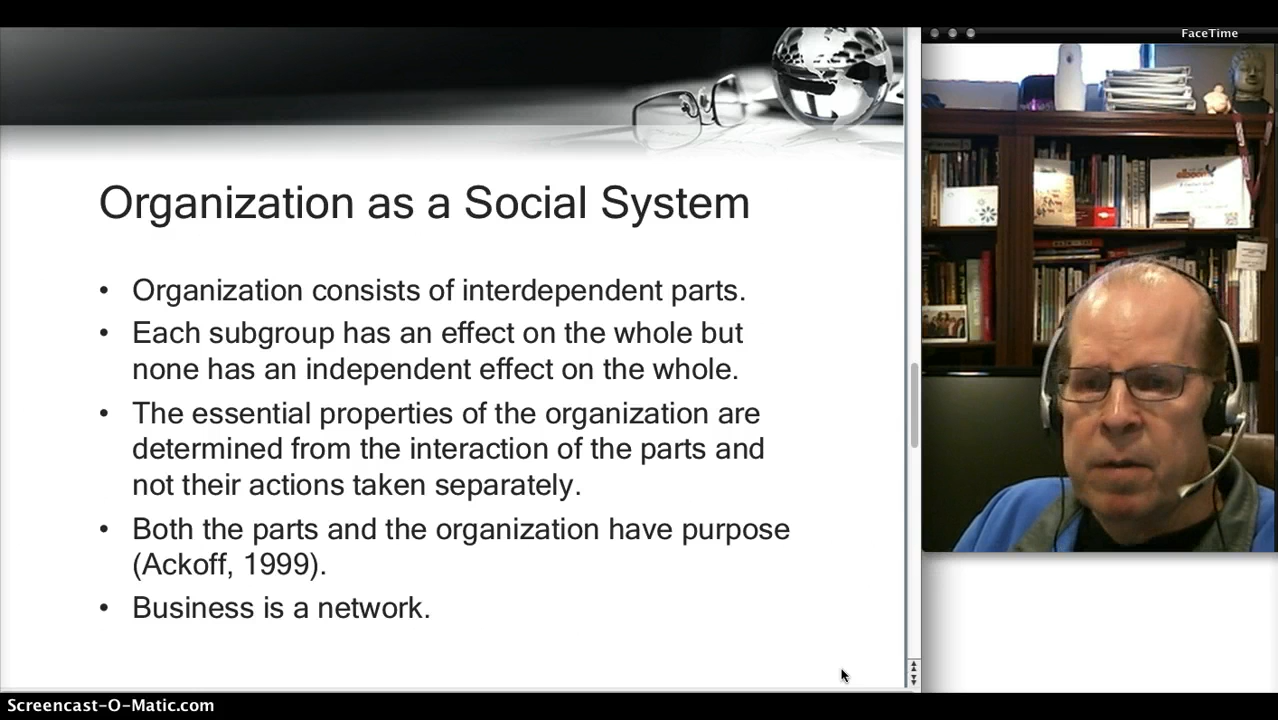 FaceTime
Organization as a Social System
• Organization consists of interdependent parts.
• Each subgroup has an effect on the whole but
none has an independent effect on the whole.
• The essential properties of the organization are
determined from the interaction of the parts and
not their actions taken separately.
• Both the parts and the organization have purpose
(Ackoff, 1999).
• Business is a network.
Screencast-O-Matic.com